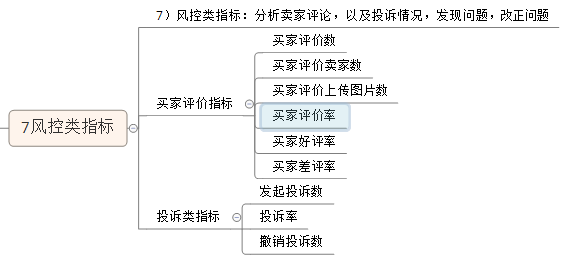 7）风控类指标：分析卖家评论，以及投诉情况，发现问题，改正问题
买家评价数
买家评价卖家数
买家评价上传图片数
买家评价指标
买家评价率
7风控类指标
买家好评率
买家差评率
发起投诉数
投诉类指标
投诉率
撤销投诉数